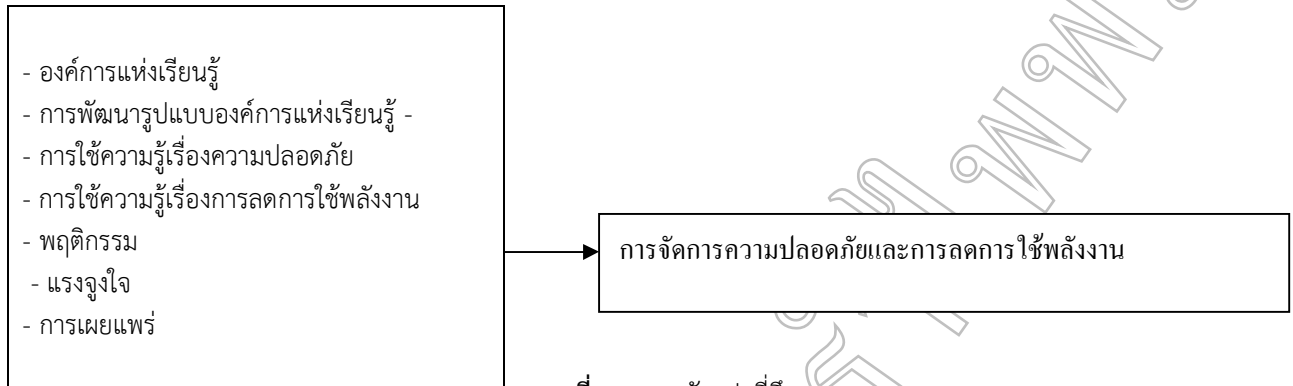 - องค์การแห่งเรียนรู้
- การพัฒนารูปแบบองค์การแห่งเรียนรู้ -
- การใช้ความรู้เรื่องความปลอดภัย
- การใช้ความรู้เรื่องการลดการใช้พลังงาน
- พฤติกรรม
- แรงจูงใจ
- การเผยแพร่
การจัดการความปลอดภัยและการลดการใช้พลังงาน